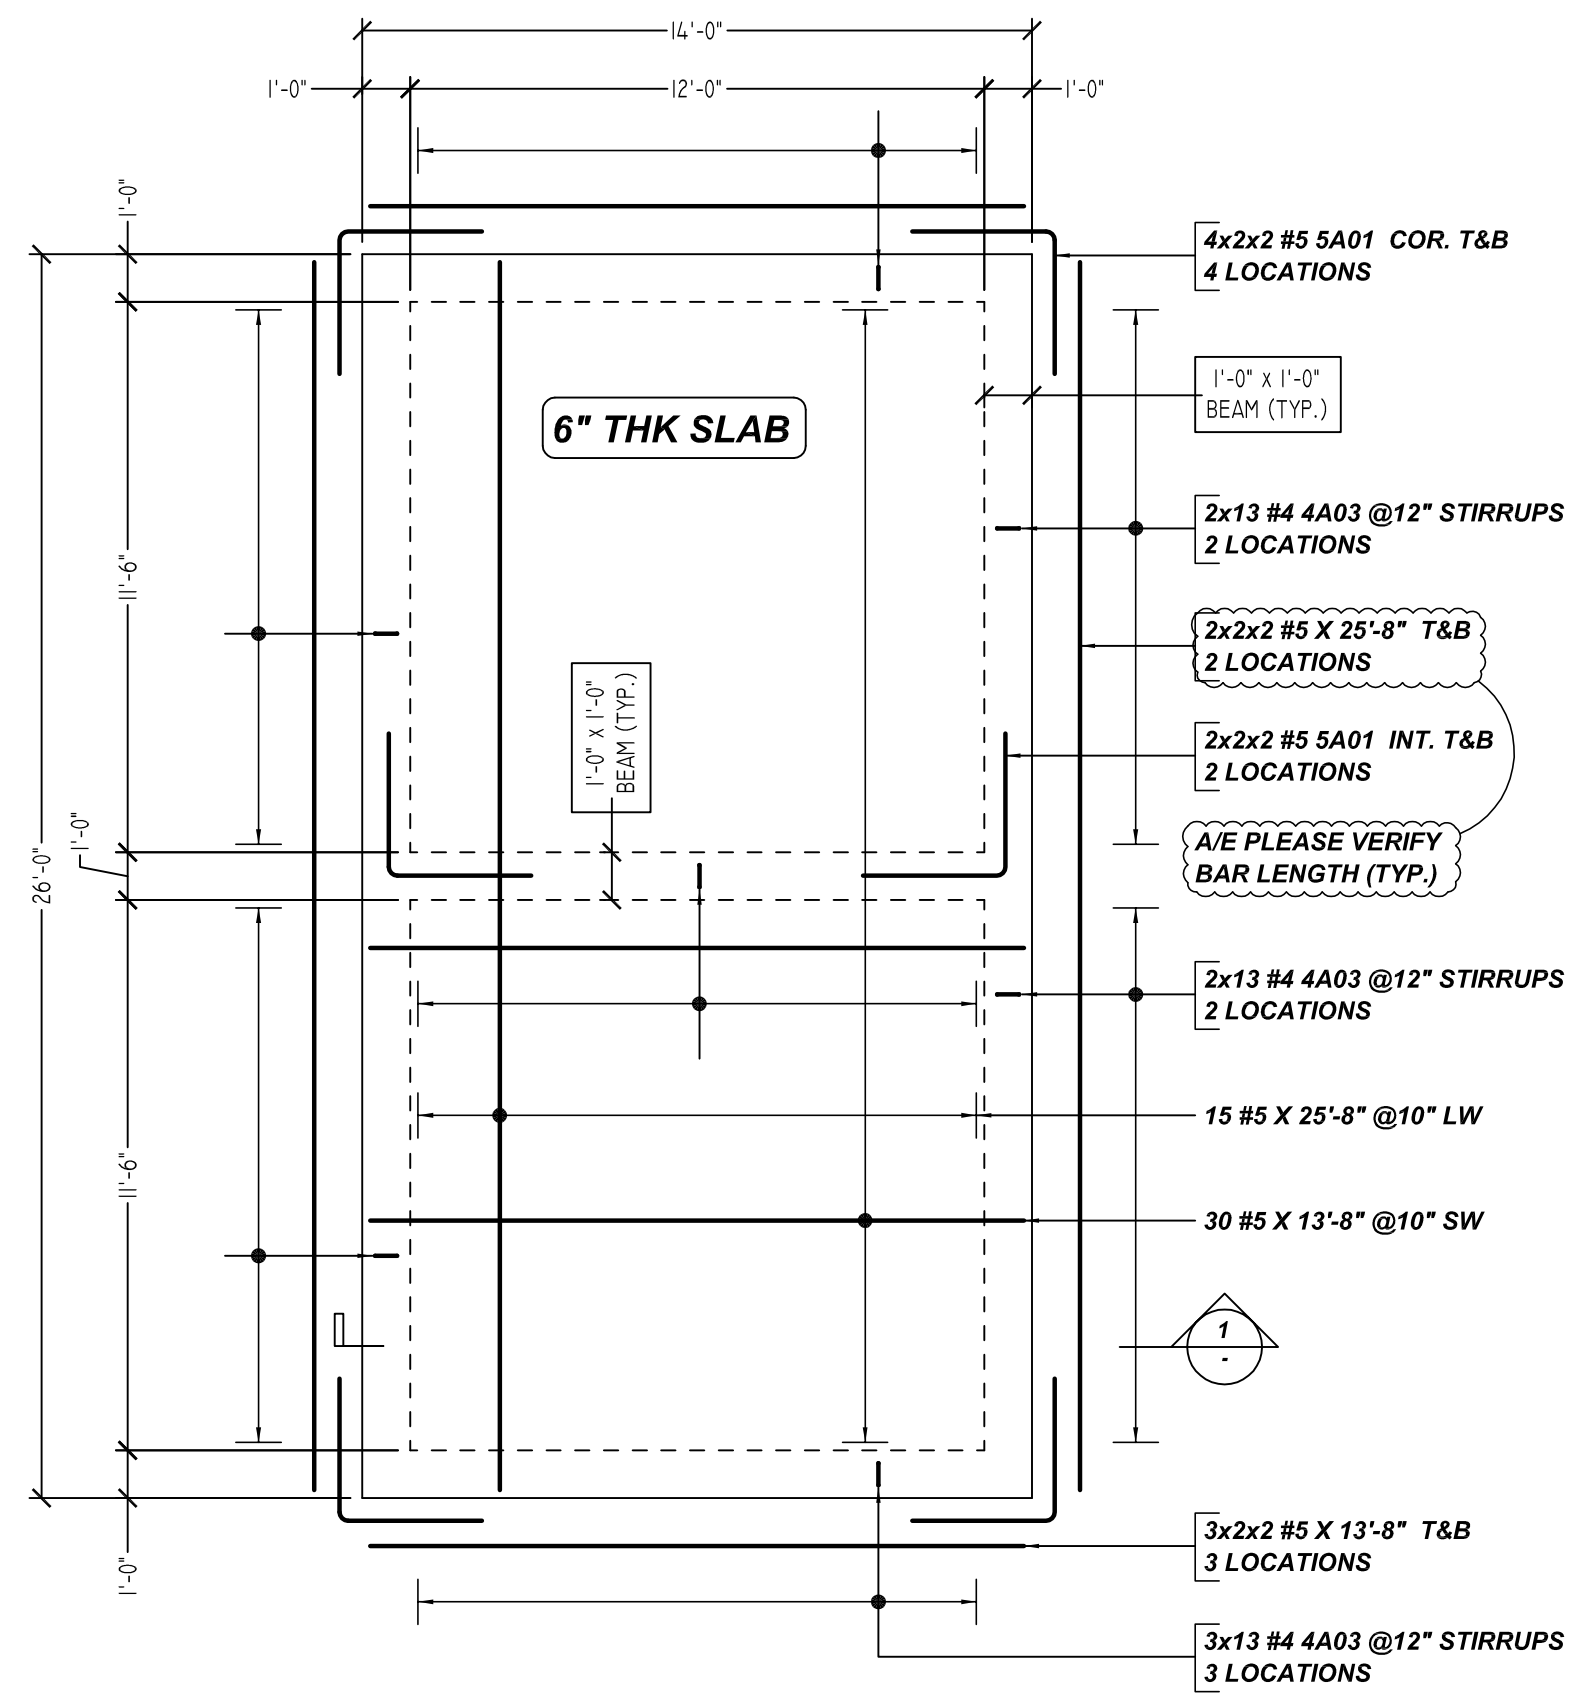 14'-0"
1'-0"
12'-0"
1'-0"
1'-0"
4x2x2 #5 5A01 COR. T&B
4 LOCATIONS
1'-0" x 1'-0"
BEAM (TYP.)
6" THK SLAB
2x13 #4 4A03 @12" STIRRUPS
2 LOCATIONS
11'-6"
2x2x2 #5 X 25'-8" T&B
2 LOCATIONS
1'-0" x 1'-0"
BEAM (TYP.)
2x2x2 #5 5A01 INT. T&B
2 LOCATIONS
1'-0"
26'-0"
A/E PLEASE VERIFY
BAR LENGTH (TYP.)
2x13 #4 4A03 @12" STIRRUPS
2 LOCATIONS
15 #5 X 25'-8" @10" LW
11'-6"
30 #5 X 13'-8" @10" SW
1
-
3x2x2 #5 X 13'-8" T&B
3 LOCATIONS
1'-0"
3x13 #4 4A03 @12" STIRRUPS
3 LOCATIONS